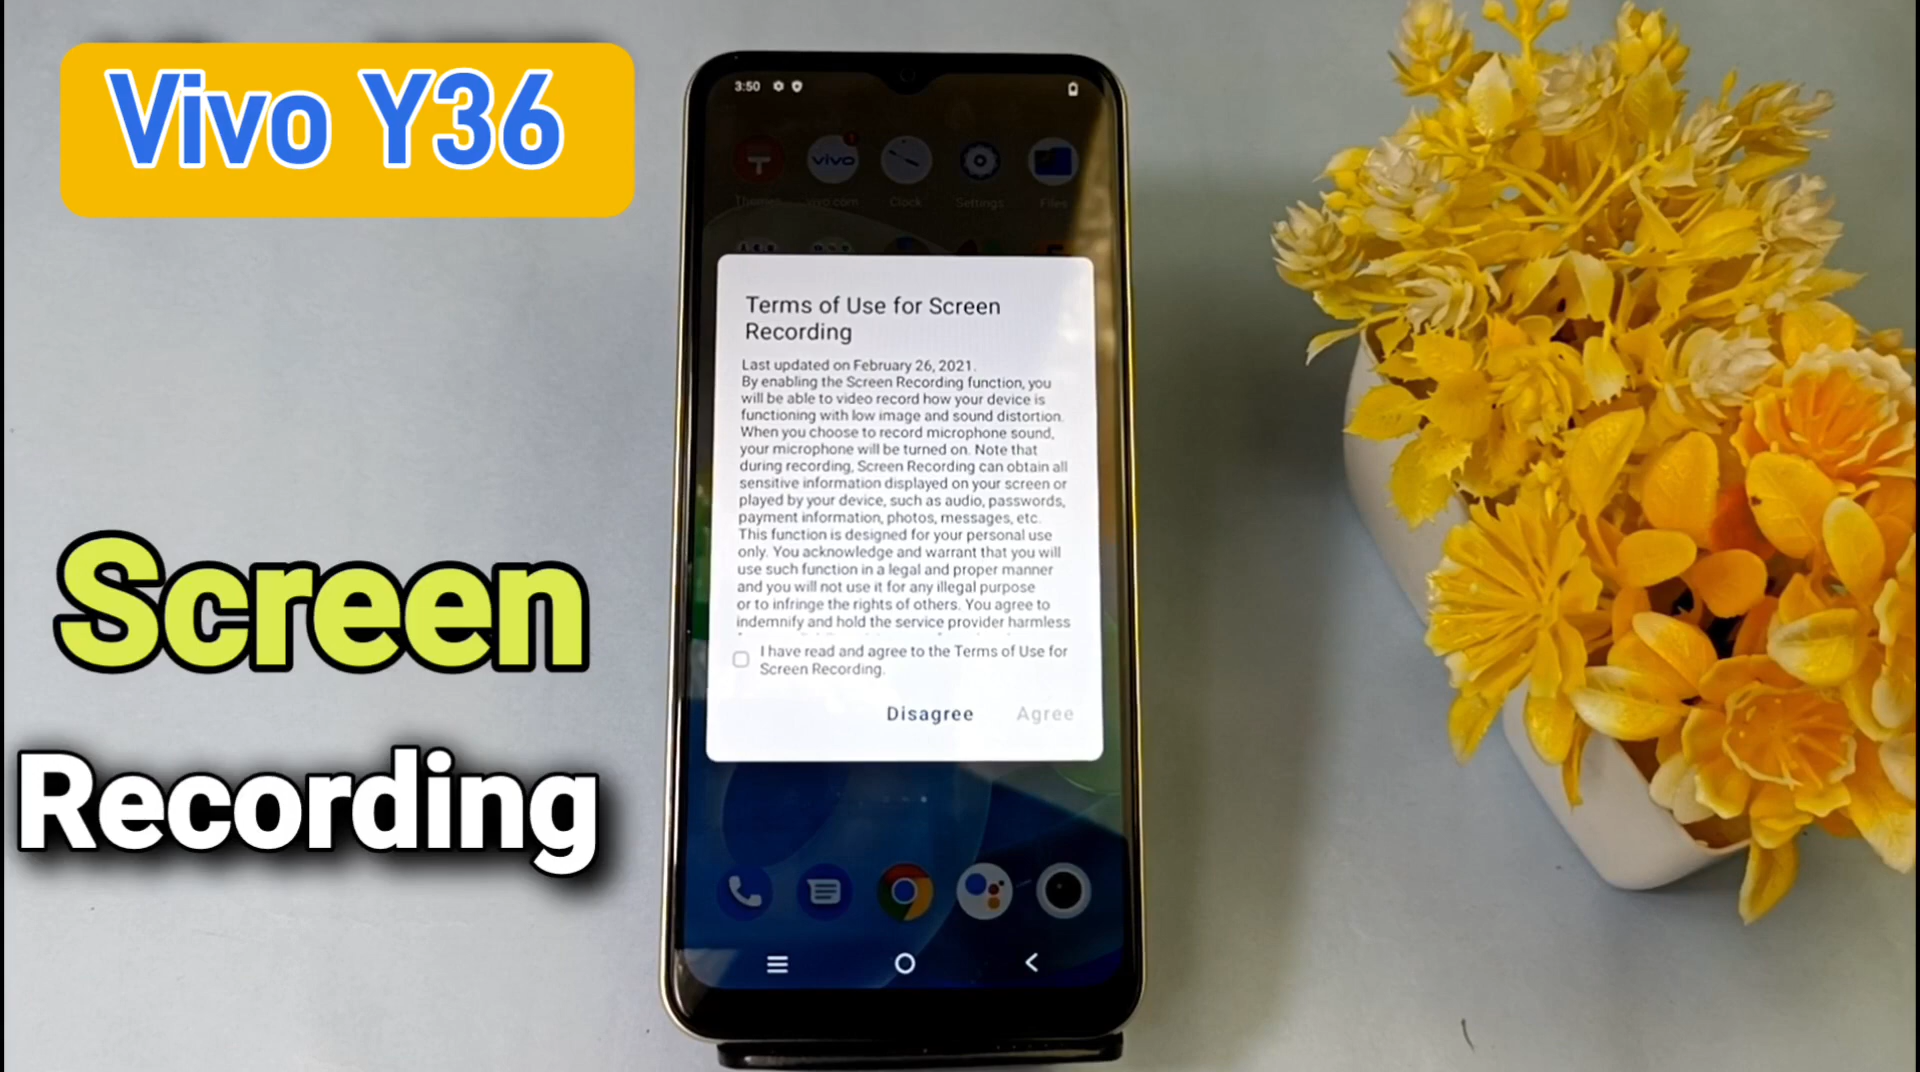 Vivo Y36
Screen
Recording
3:50
vivo
Themes
vivo.com
Clock
Settings
Files
Terms of Use for Screen
Recording
Last updated on February 26, 2021.
By enabling the Screen Recording function, you
will be able to video record how your device is
functioning with low image and sound distortion.
When you choose to record microphone sound,
your microphone will be turned on. Note that
during recording, Screen Recording can obtain all
sensitive information displayed on your screen or
played by your device, such as audio, passwords,
payment information, photos, messages, etc.
This function is designed for your personal use
only. You acknowledge and warrant that you will
use such function in a legal and proper manner
and you will not use it for any illegal purpose
or to infringe the rights of others. You agree to
indemnify and hold the service provider harmless
I have read and agree to the Terms of Use for
Screen Recording.
Disagree
Agree